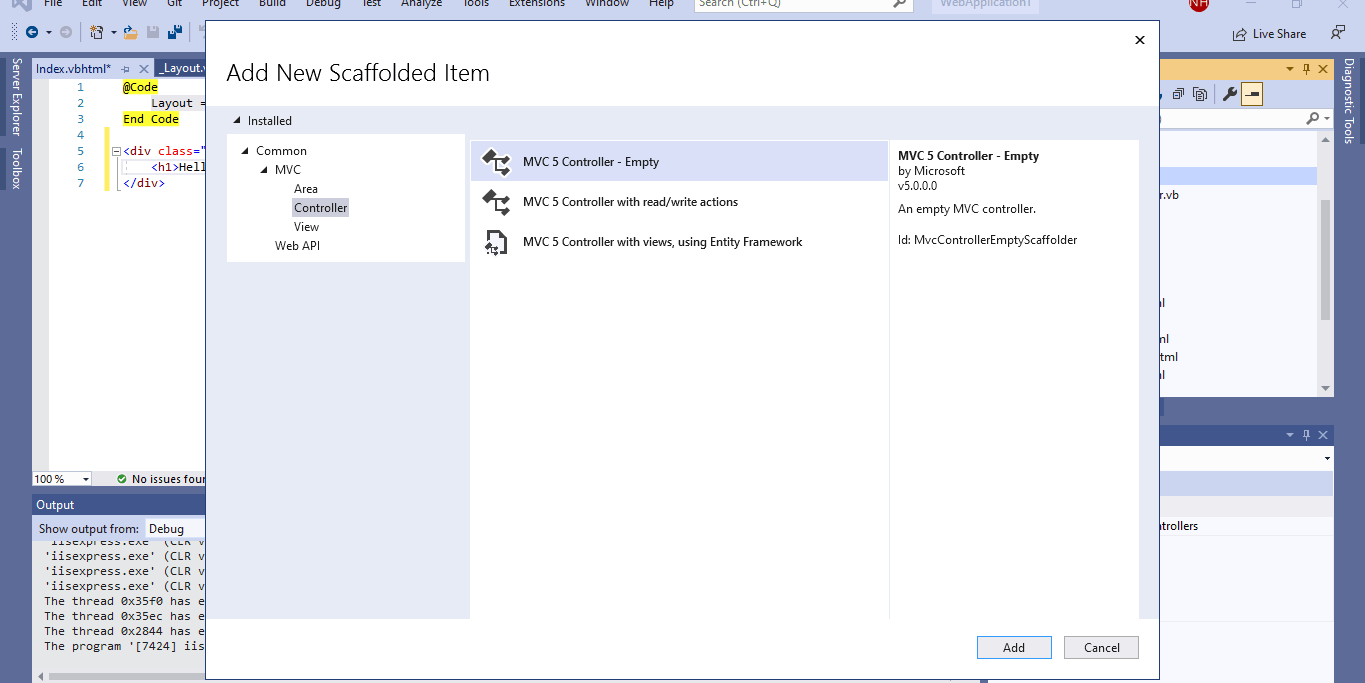 File Edit View Git Project Build Debug Test Analyze Tools Extensions Window Help Search (Ctrl+Q) WebApplication1 NH
Live Share
Server Explorer
Toolbox
Index.vbhtml* _Layout.v
1 @Code
2 Layout =
3 End Code
4
5 <div class="
6 <h1>Hell
7 </div>
100 % No issues four
Output
Show output from: Debug
'iisexpress.exe' (CLR v
'iisexpress.exe' (CLR v
'iisexpress.exe' (CLR v
'iisexpress.exe' (CLR v
The thread 0x35f0 has e
The thread 0x35ec has e
The thread 0x2844 has e
The program '[7424] iis
Add New Scaffolded Item
Installed
Common
MVC
Area
Controller
View
Web API
MVC 5 Controller - Empty
MVC 5 Controller with read/write actions
MVC 5 Controller with views, using Entity Framework
MVC 5 Controller - Empty
by Microsoft
v5.0.0.0
An empty MVC controller.
Id: MvcControllerEmptyScaffolder
Add Cancel
Diagnostic Tools
r.vb
ml
tml
trollers